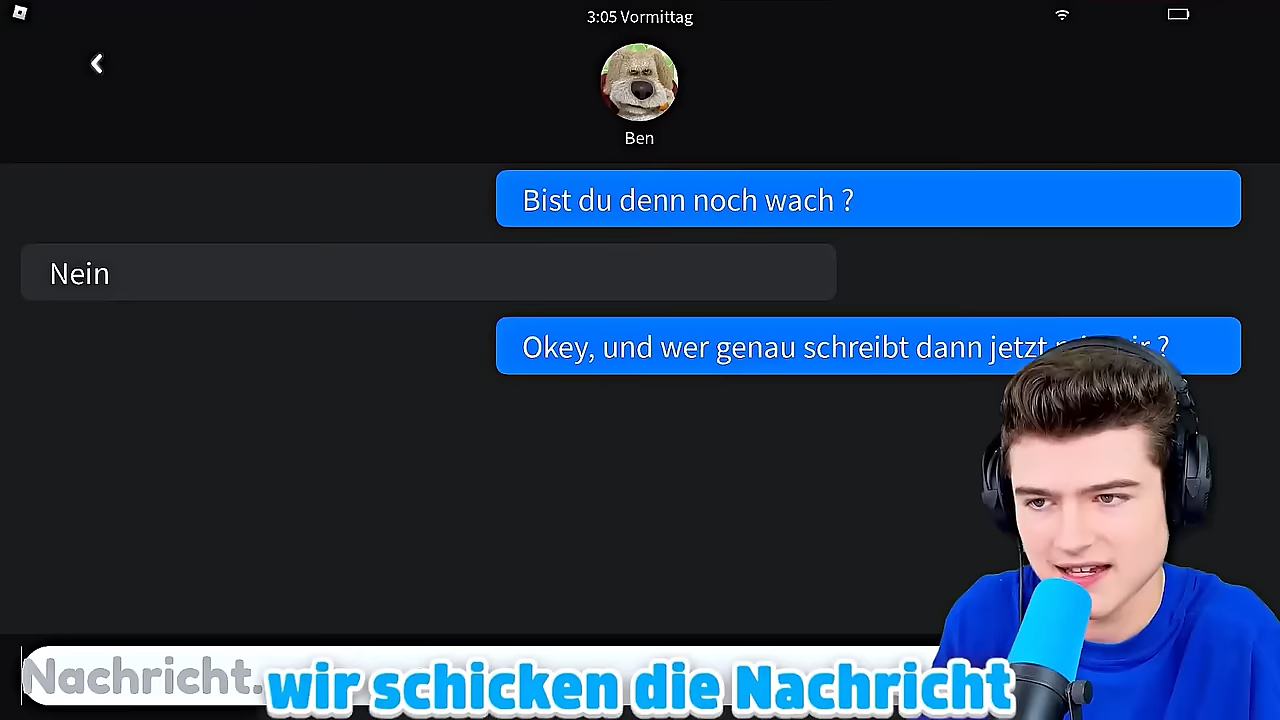 3:05 Vormittag
Ben
Bist du denn noch wach ?
Nein
Okey, und wer genau schreibt dann jetzt ?
Nachricht.
wir schicken die Nachricht